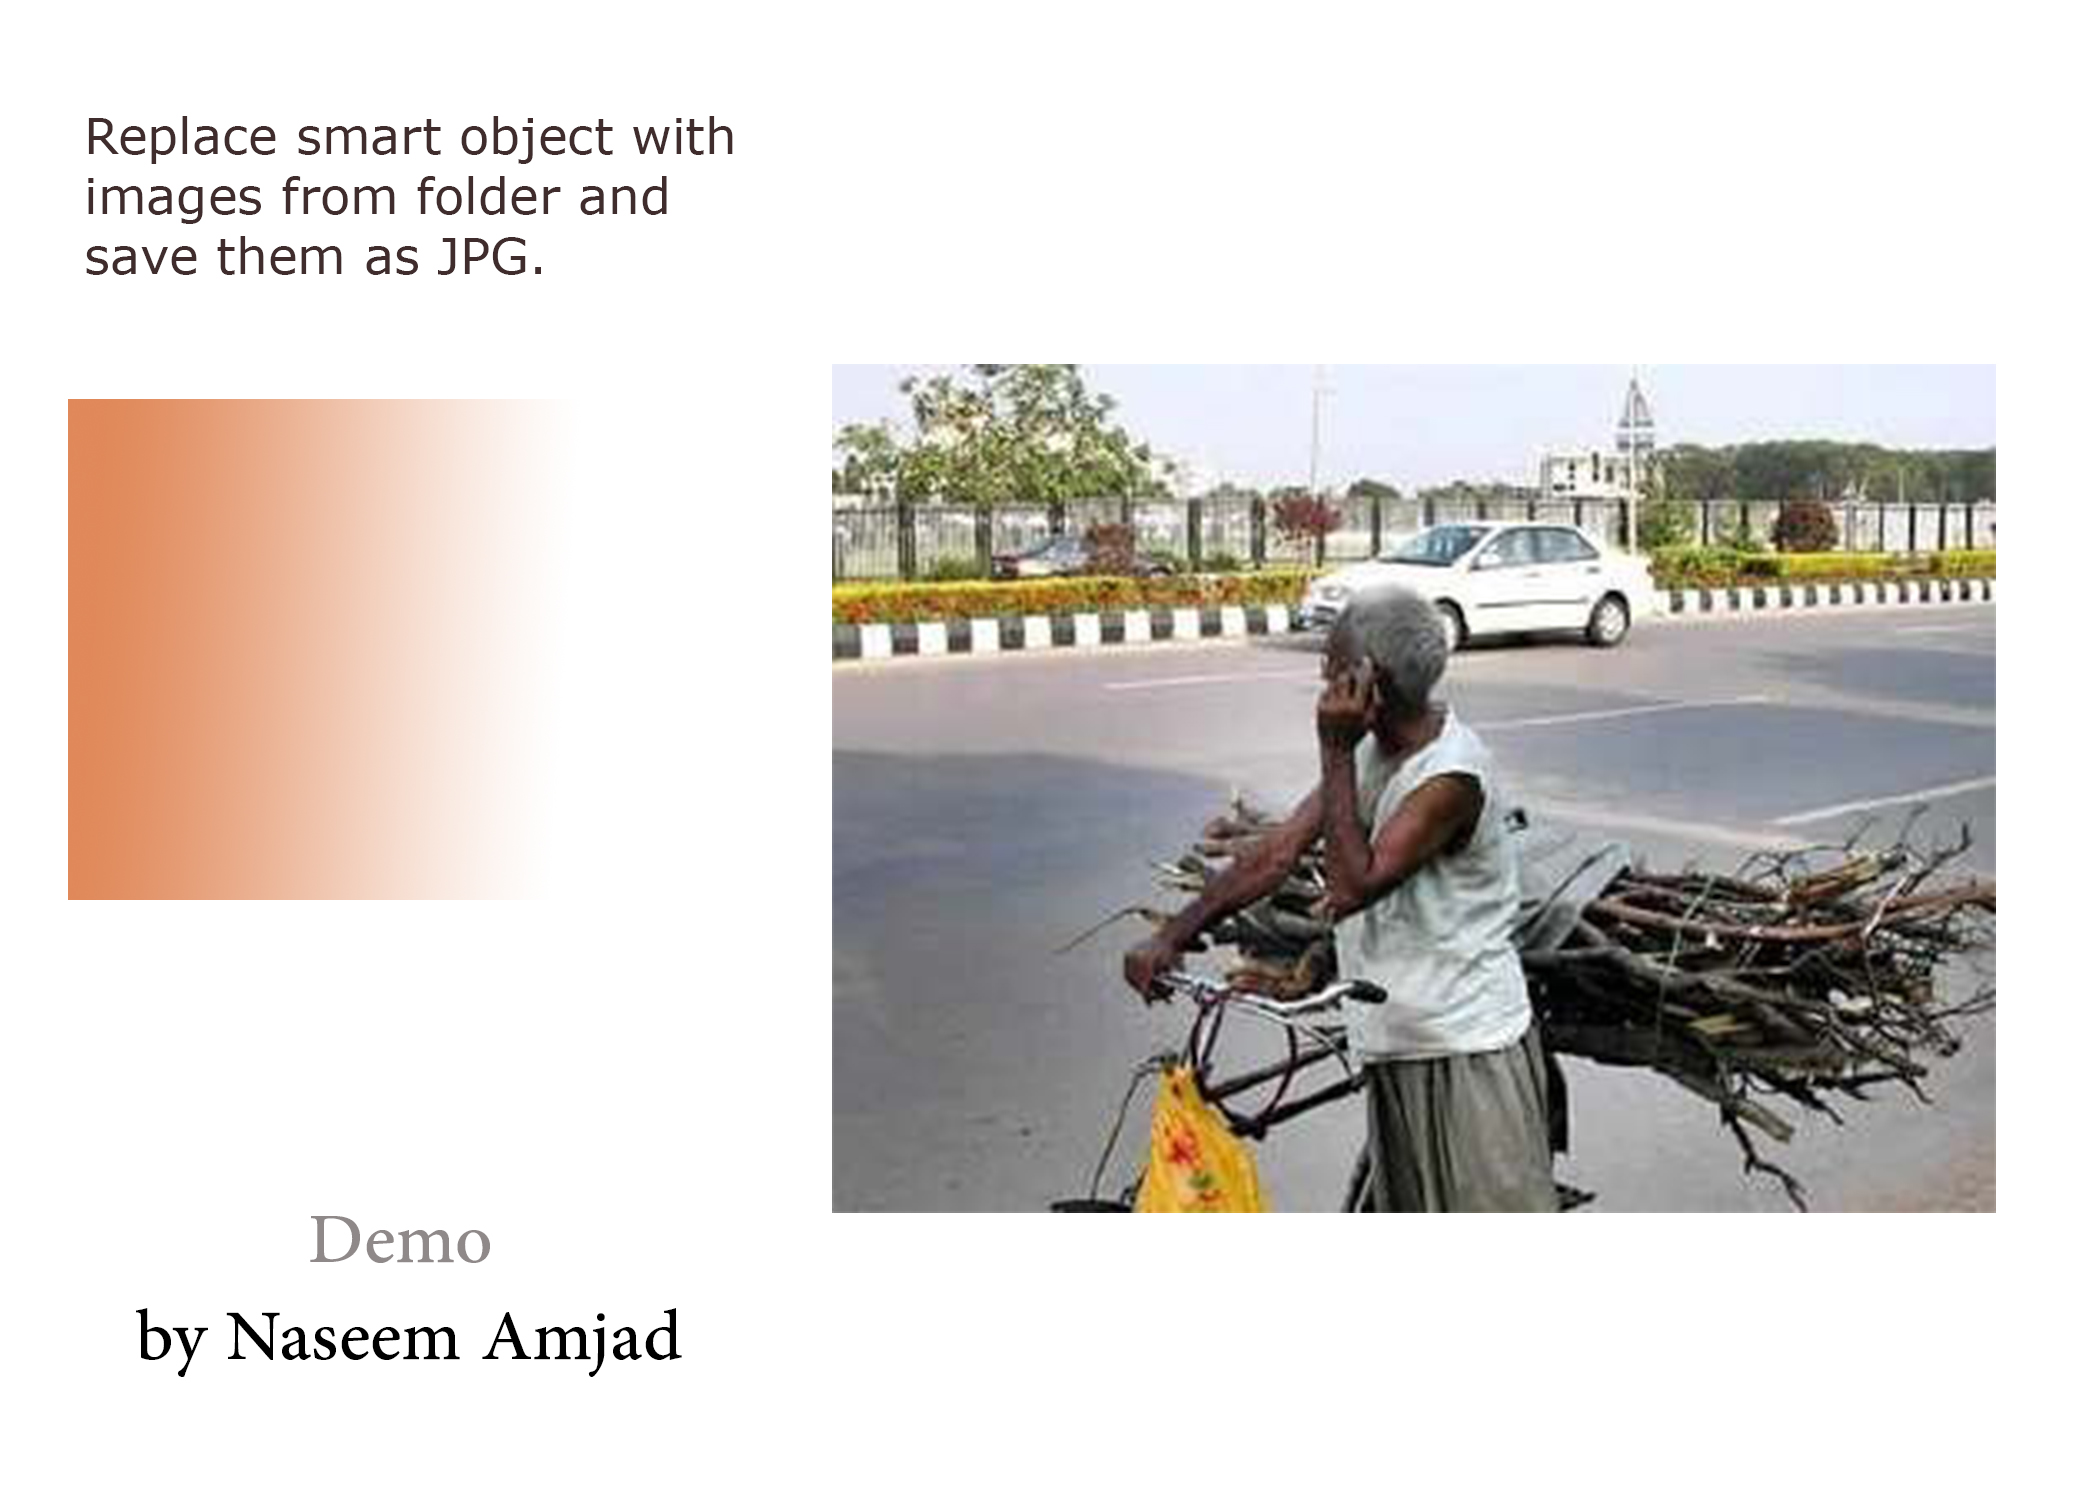 Replace smart object with
images from folder and
save them as JPG.
Demo
by Naseem Amjad